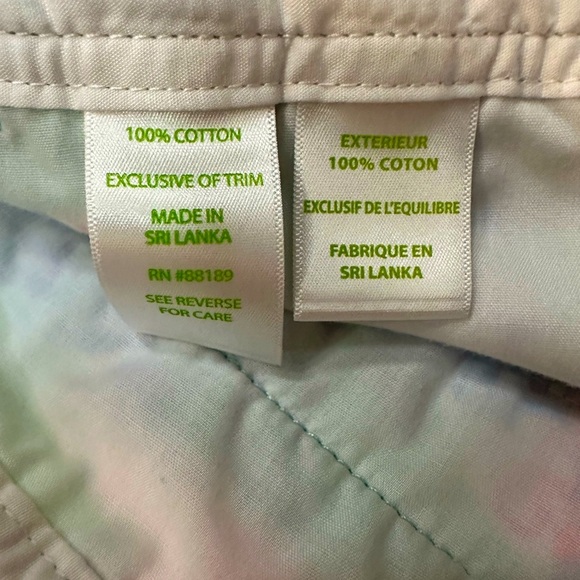 100% COTTON
EXCLUSIVE OF TRIM
MADE IN
SRI LANKA
RN #88189
SEE REVERSE
FOR CARE
EXTERIEUR
100% COTON
EXCLUSIF DE L'EQUILIBRE
FABRIQUE EN
SRI LANKA